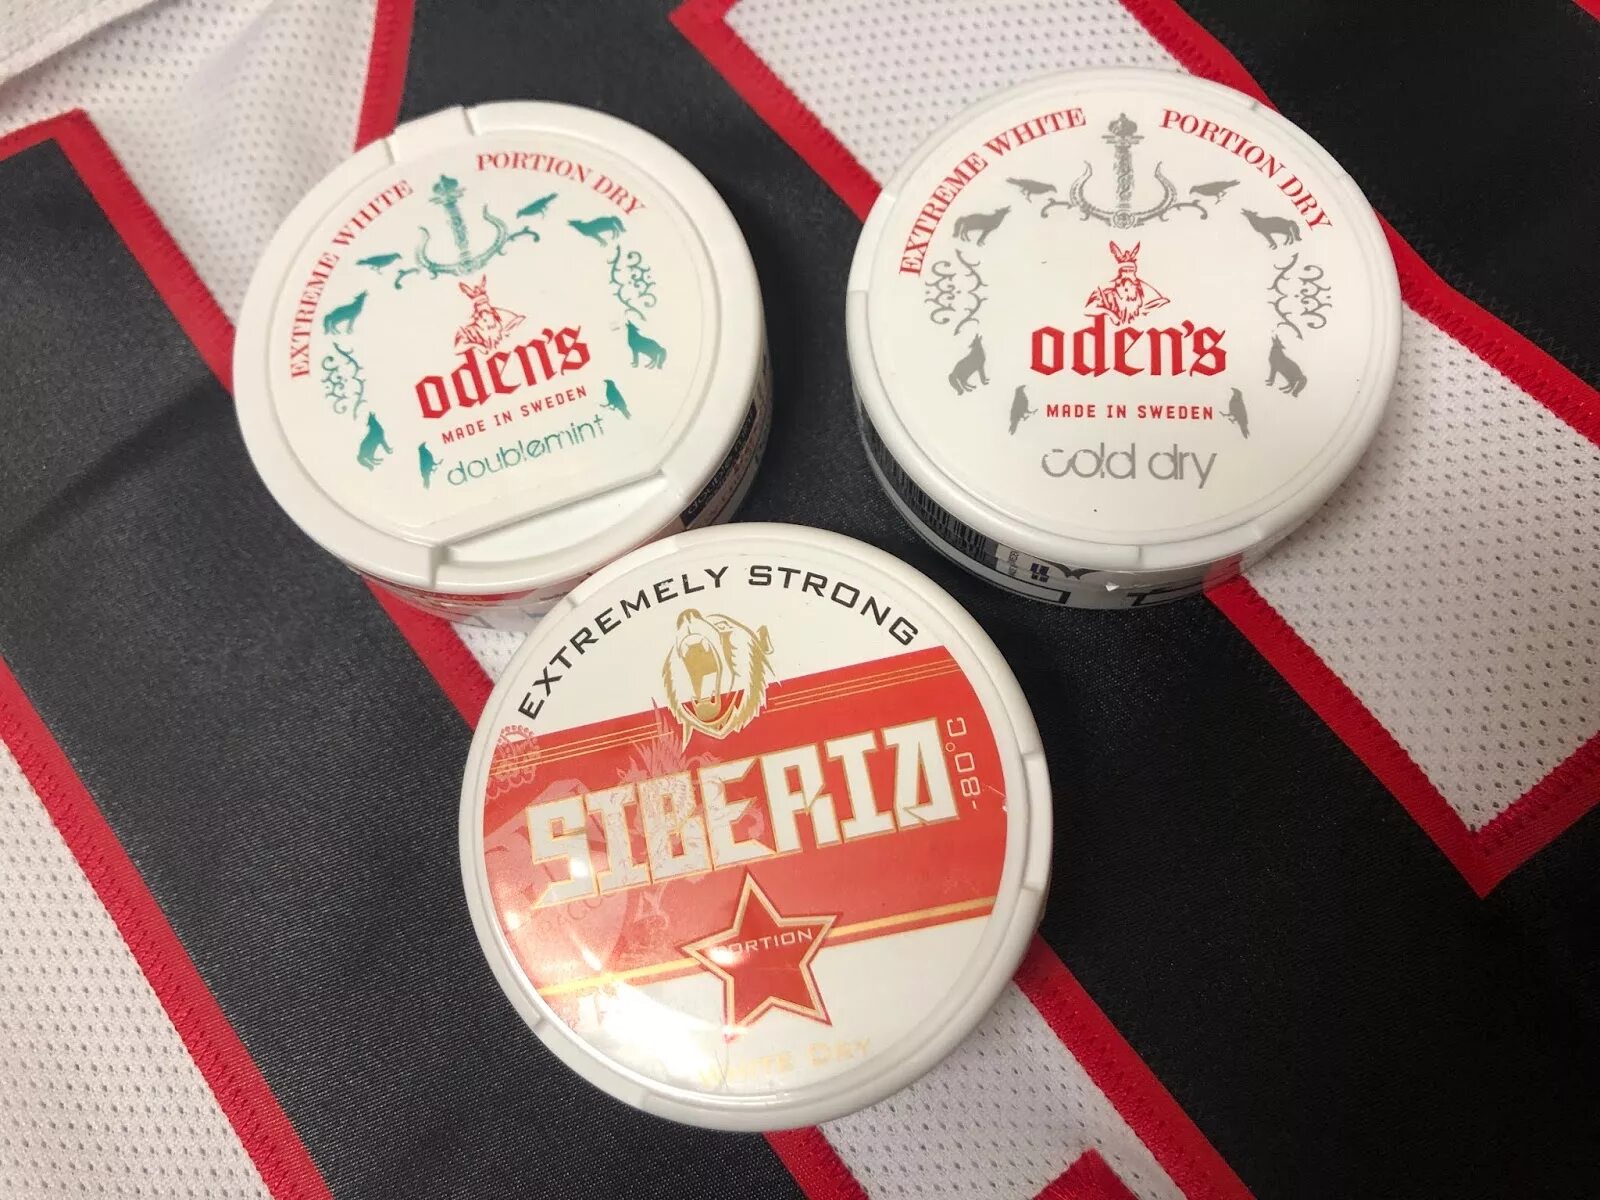 EXTREME WHITE PORTION DRY
oden's
MADE IN SWEDEN
doublemint
EXTREME WHITE PORTION DRY
oden's
MADE IN SWEDEN
cold dry
EXTREMELY STRONG
SIBERIA
-80°C
PORTION
WHITE DRY